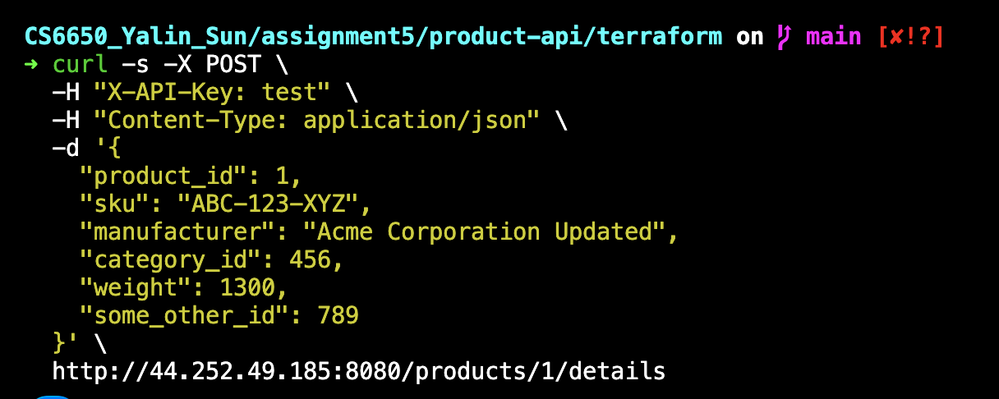 CS6650_Yalin_Sun/assignment5/product-api/terraform on main [✘!?]
➜ curl -s -X POST \
-H "X-API-Key: test" \
-H "Content-Type: application/json" \
-d '{
"product_id": 1,
"sku": "ABC-123-XYZ",
"manufacturer": "Acme Corporation Updated",
"category_id": 456,
"weight": 1300,
"some_other_id": 789
}' \
http://44.252.49.185:8080/products/1/details